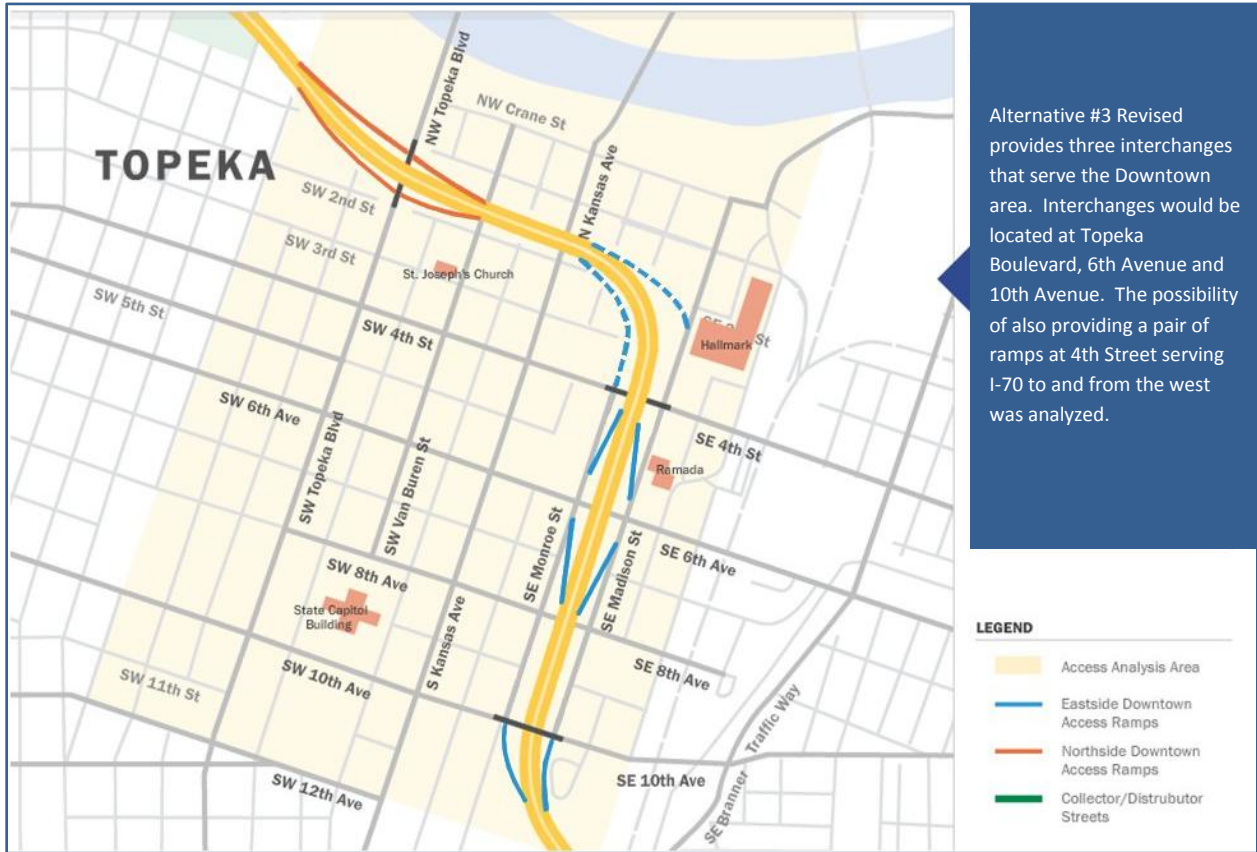 TOPEKA
NW Topeka Blvd
NW Crane St
N Kansas Ave
SW 2nd St
SW 3rd St
St. Joseph's Church
SW 5th St
SW 4th St
Hallmark
SW 6th Ave
SE 4th St
Ramada
SW Topeka Blvd
SW Van Buren St
SE Monroe St
SE Madison St
SE 6th Ave
SW 8th Ave
State Capitol
Building
S Kansas Ave
SE 8th Ave
SW 10th Ave
SW 11th St
SE 10th Ave
SW 12th Ave
SE Branner Traffic Way
Alternative #3 Revised
provides three interchanges
that serve the Downtown
area. Interchanges would be
located at Topeka
Boulevard, 6th Avenue and
10th Avenue. The possibility
of also providing a pair of
ramps at 4th Street serving
I-70 to and from the west
was analyzed.
LEGEND
Access Analysis Area
Eastside Downtown
Access Ramps
Northside Downtown
Access Ramps
Collector/Distrubutor
Streets